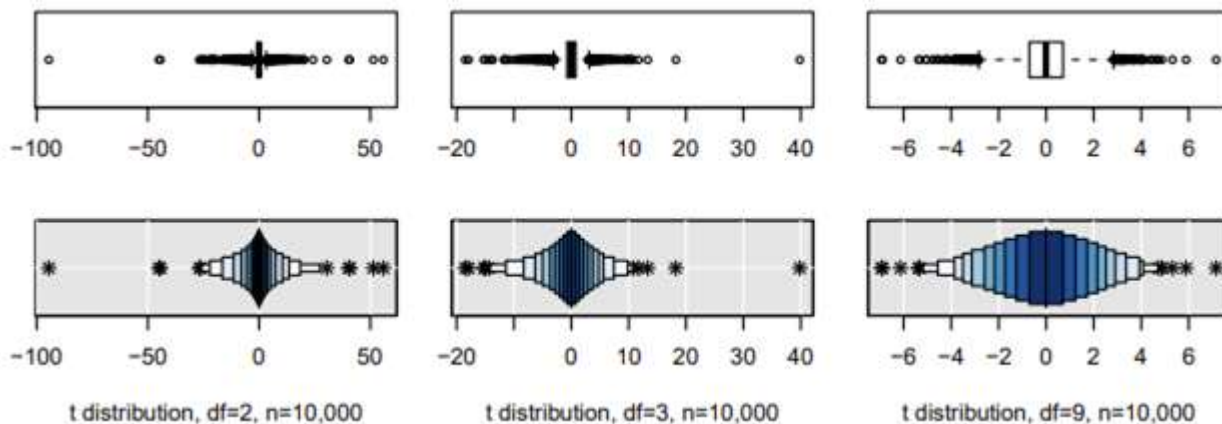 −100 −50 0 50
−20 0 10 20 30 40
−6 −4 −2 0 2 4 6
−100 −50 0 50
−20 0 10 20 30 40
−6 −4 −2 0 2 4 6
t distribution, df=2, n=10,000
t distribution, df=3, n=10,000
t distribution, df=9, n=10,000